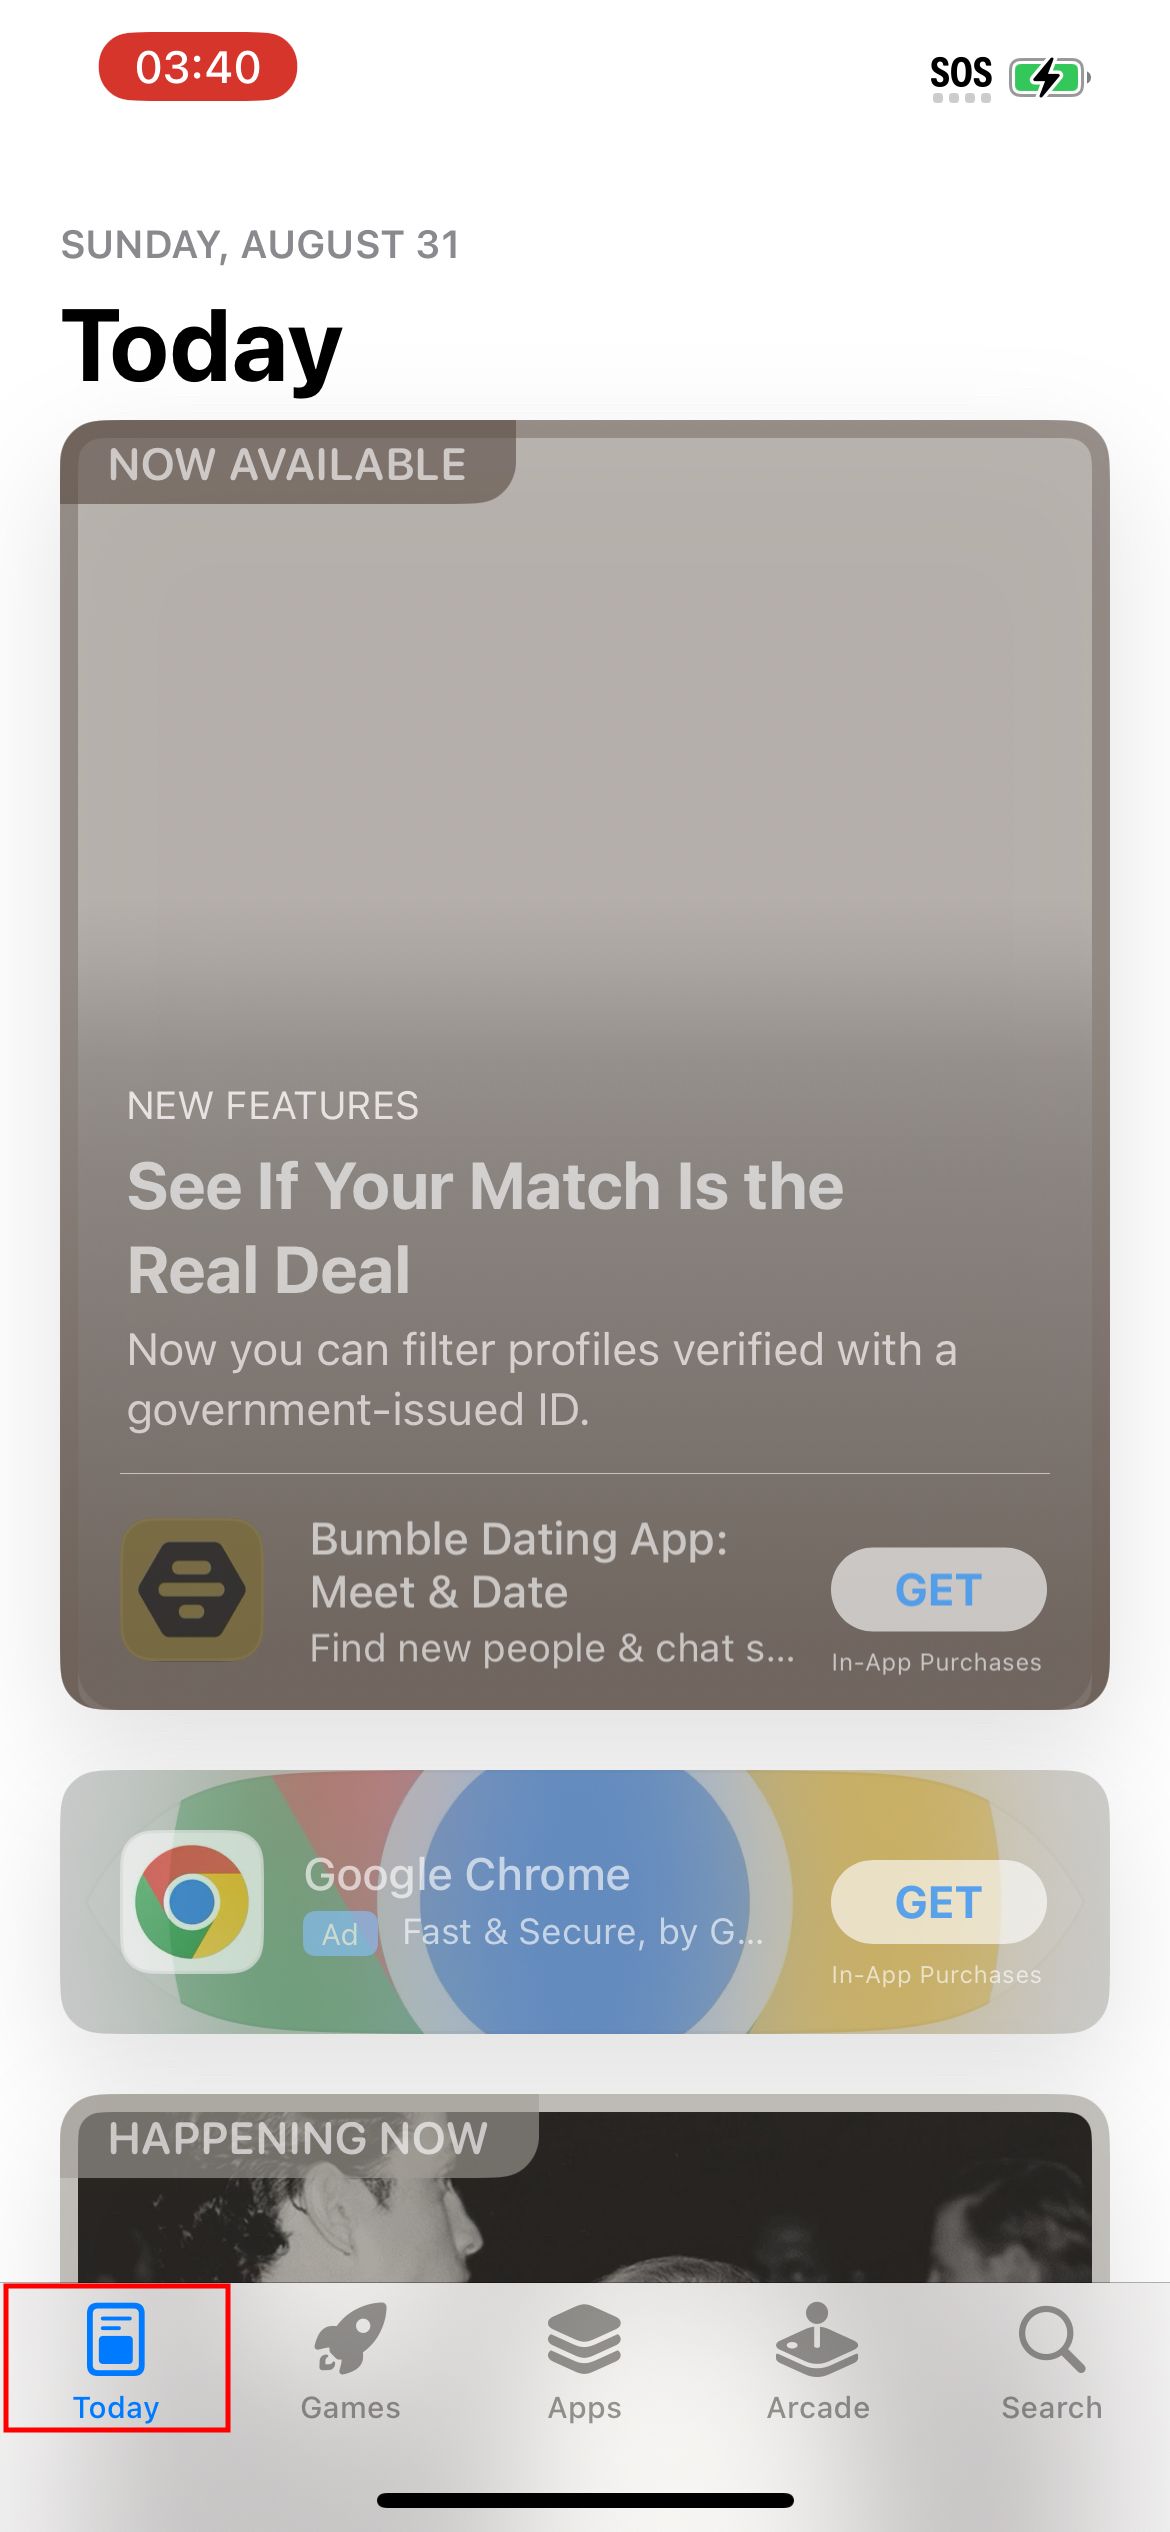 03:40
SOS
SUNDAY, AUGUST 31
Today
NOW AVAILABLE
NEW FEATURES
See If Your Match Is the
Real Deal
Now you can filter profiles verified with a
government-issued ID.
Bumble Dating App:
Meet & Date
Find new people & chat s...
GET
In-App Purchases
Google Chrome
Ad Fast & Secure, by G...
GET
In-App Purchases
HAPPENING NOW
Today
Games
Apps
Arcade
Search